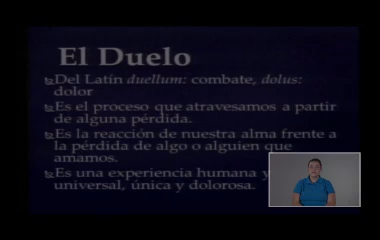 El Duelo
Del Latín duellum: combate, dolus:
dolor
Es el proceso que atravesamos a partir
de alguna pérdida.
Es la reacción de nuestra alma frente a
la pérdida de algo o alguien que
amamos.
Es una experiencia humana y
universal, única y dolorosa.